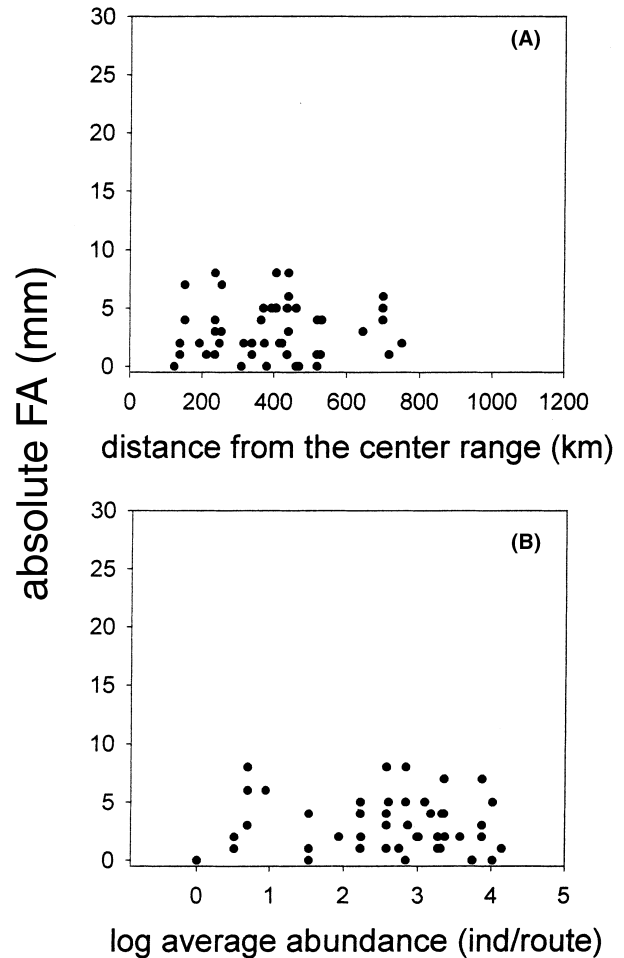 30
(A)
25
20
15
10
5
0
0 200 400 600 800 1000 1200
distance from the center range (km)
absolute FA (mm)
30
(B)
25
20
15
10
5
0
0 1 2 3 4 5
log average abundance (ind/route)